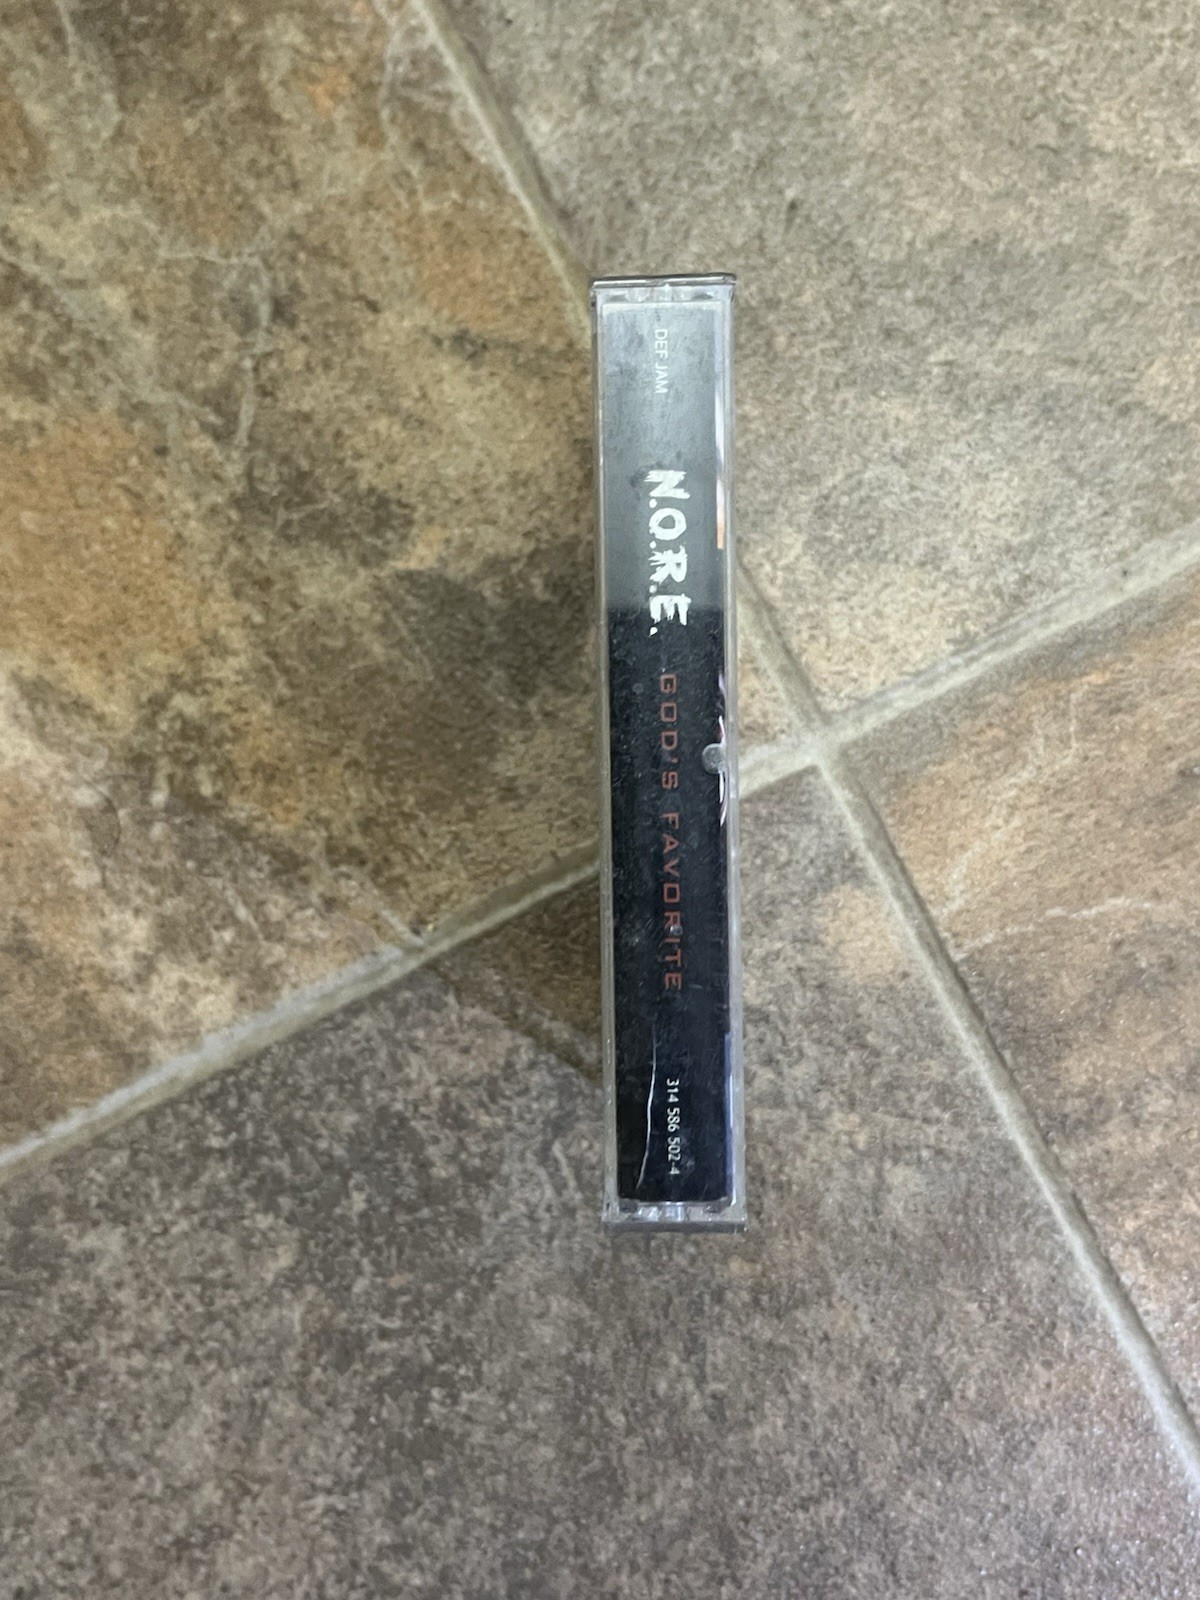 DEF JAM
N.O.R.E.
GOD'S FAVORITE
314 586 502-4